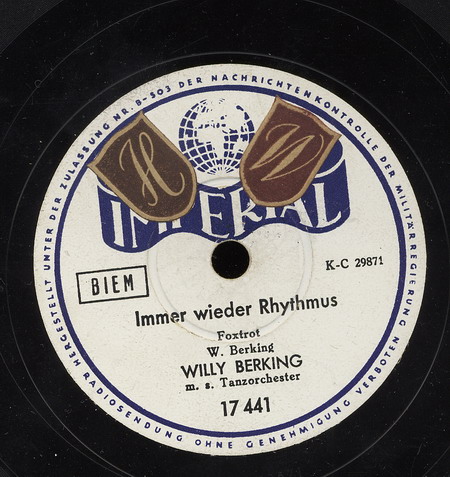 HERGESTELLT UNTER DER ZULASSUNG NR. B-503 DER NACHRICHTENKONTROLLE DER MILITÄRREGIERUNG
H W
IMPERIAL
K-C 29871
BIEM
Immer wieder Rhythmus
Foxtrot
W. Berking
WILLY BERKING
m. s. Tanzorchester
17 441
RADIOSENDUNG OHNE GENEHMIGUNG VERBOTEN